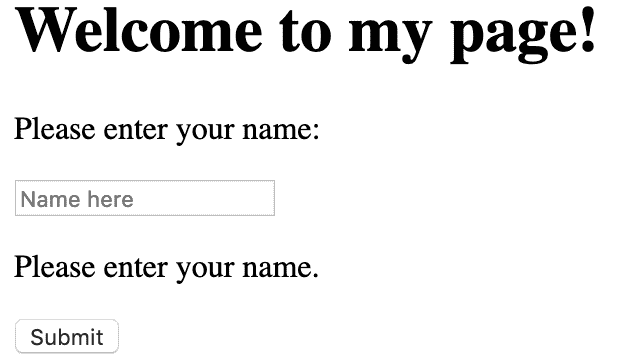 Welcome to my page!
Please enter your name:
Name here
Please enter your name.
Submit